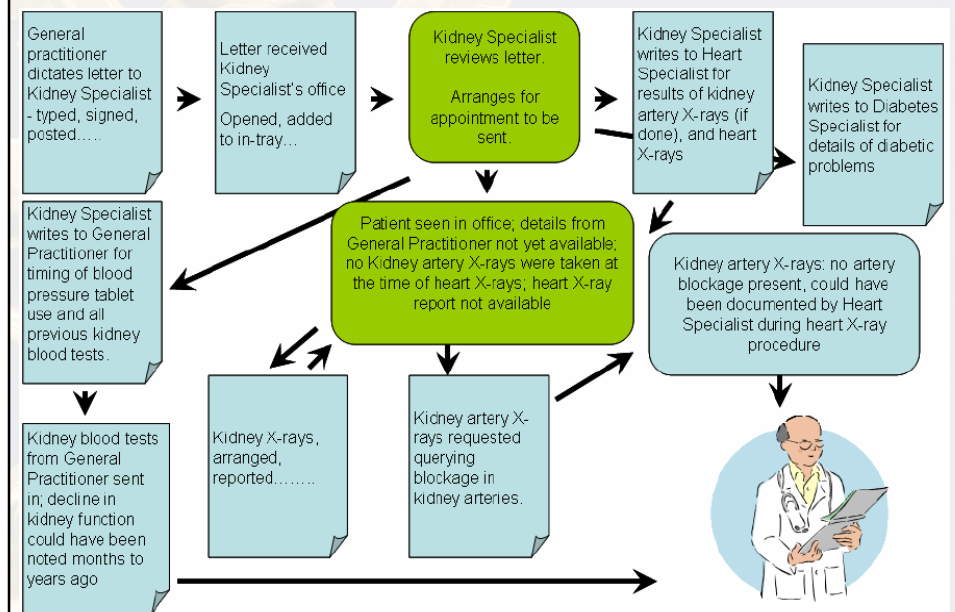 General
practitioner
dictates letter to
Kidney Specialist
- typed, signed,
posted.....
Letter received
Kidney
Specialist's office
Opened, added
to in-tray...
Kidney Specialist
reviews letter.
Arranges for
appointment to be
sent.
Kidney Specialist
writes to Heart
Specialist for
results of kidney
artery X-rays (if
done), and heart
X-rays
Kidney Specialist
writes to Diabetes
Specialist for
details of diabetic
problems
Kidney Specialist
writes to General
Practitioner for
timing of blood
pressure tablet
use and all
previous kidney
blood tests.
Patient seen in office; details from
General Practitioner not yet available;
no Kidney artery X-rays were taken at
the time of heart X-rays; heart X-ray
report not available
Kidney artery X-rays: no artery
blockage present, could have
been documented by Heart
Specialist during heart X-ray
procedure
Kidney blood tests
from General
Practitioner sent
in; decline in
kidney function
could have been
noted months to
years ago
Kidney X-rays,
arranged,
reported........
Kidney artery X-
rays requested
querying
blockage in
kidney arteries.